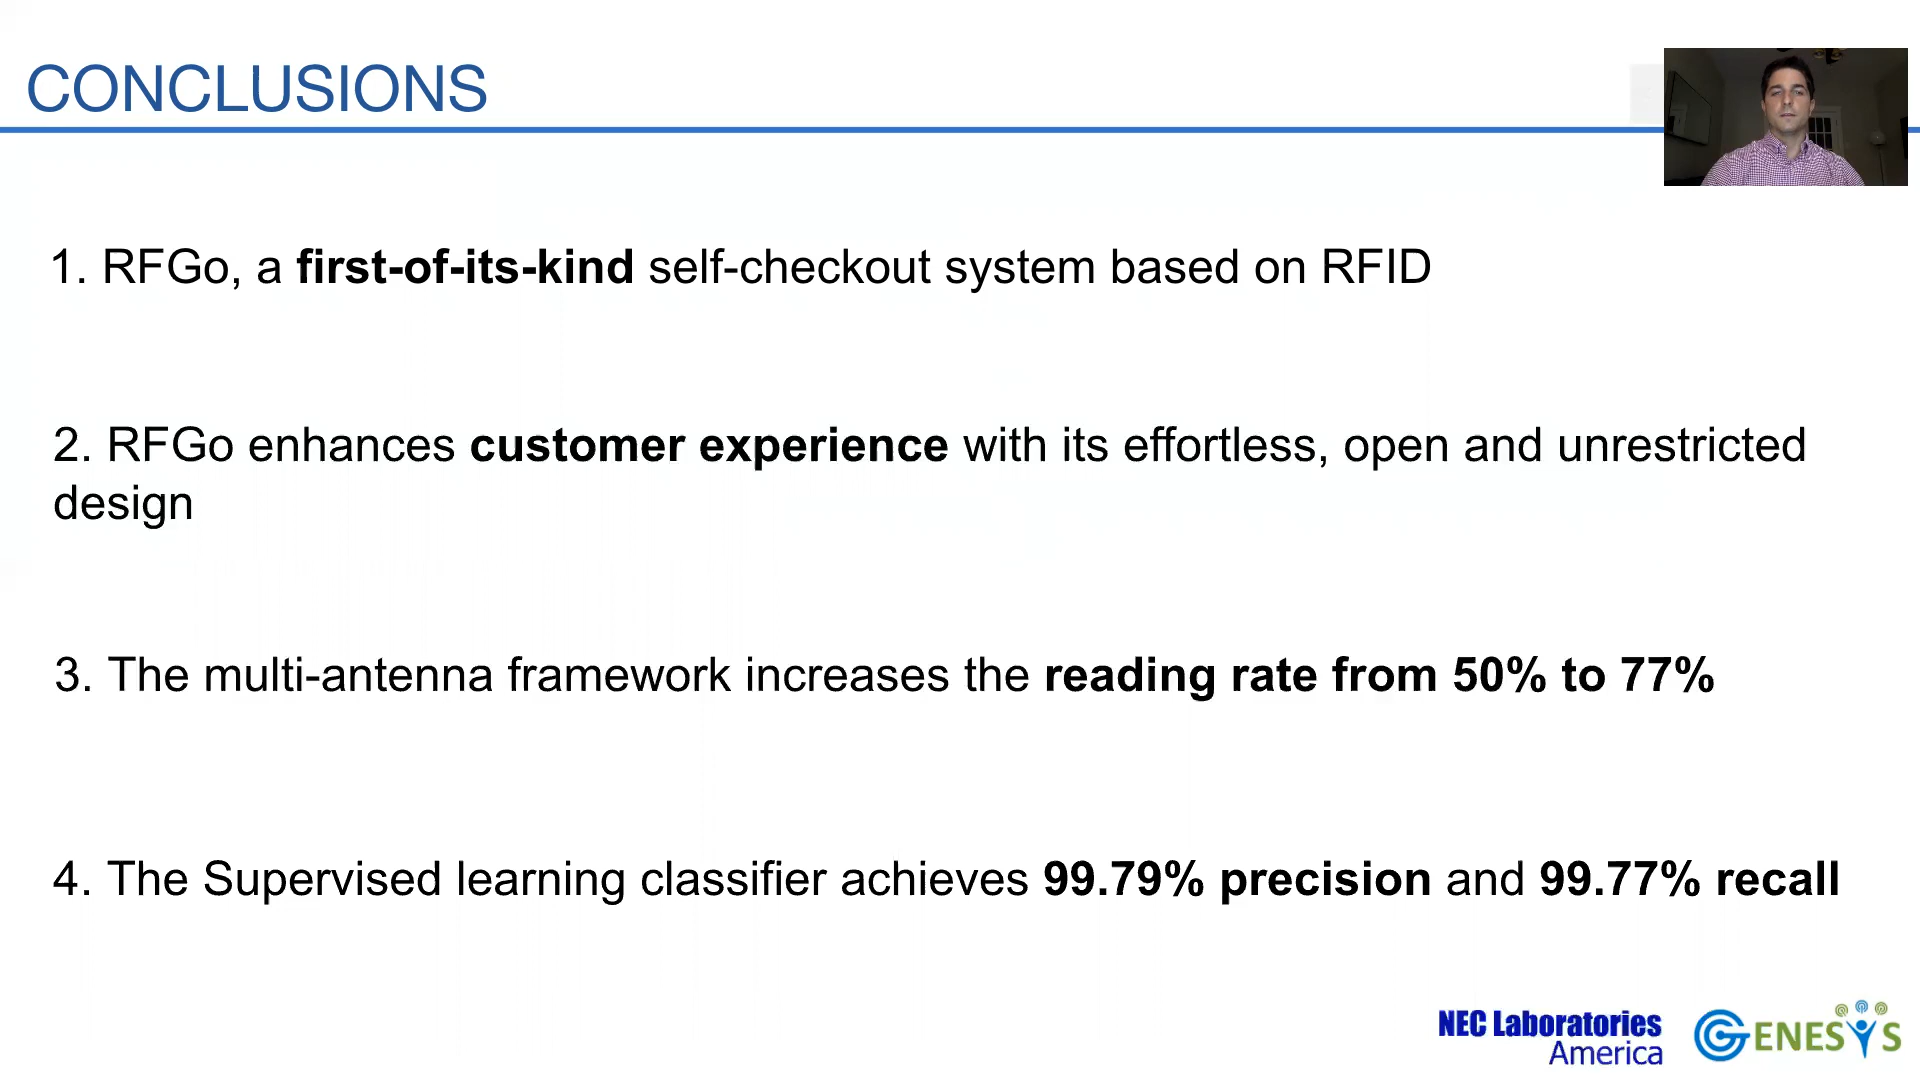 CONCLUSIONS
1. RFGo, a first-of-its-kind self-checkout system based on RFID
2. RFGo enhances customer experience with its effortless, open and unrestricted
design
3. The multi-antenna framework increases the reading rate from 50% to 77%
4. The Supervised learning classifier achieves 99.79% precision and 99.77% recall
NEC Laboratories
America
GENESYS